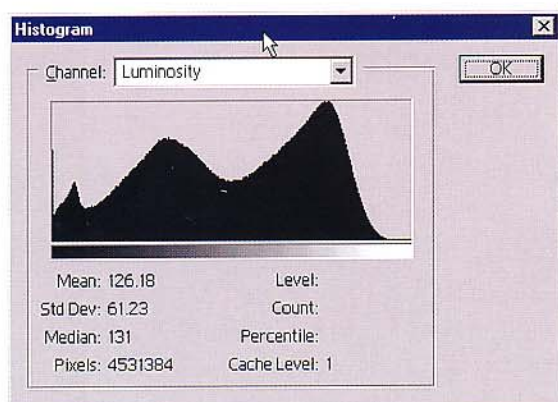 Histogram
Channel: Luminosity
OK
Mean: 126.18
Level:
Std Dev: 61.23
Count:
Median: 131
Percentile:
Pixels: 4531384
Cache Level: 1